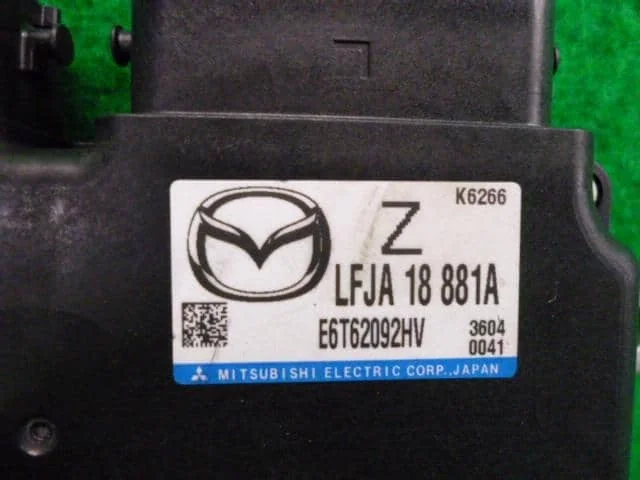 K6266
Z
LFJA 18 881A
E6T62092HV
3604
0041
MITSUBISHI ELECTRIC CORP.,JAPAN